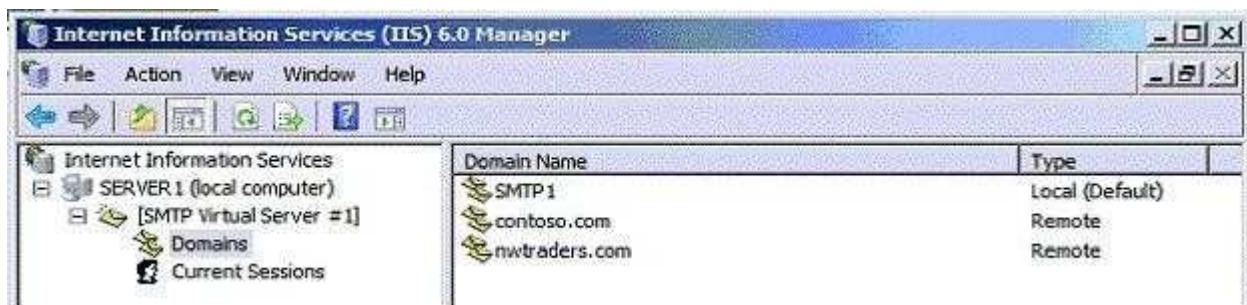 Internet Information Services (IIS) 6.0 Manager
File Action View Window Help
Internet Information Services
SERVER1 (local computer)
[SMTP Virtual Server #1]
Domains
Current Sessions
Domain Name Type
SMTP1 Local (Default)
contoso.com Remote
nwtraders.com Remote